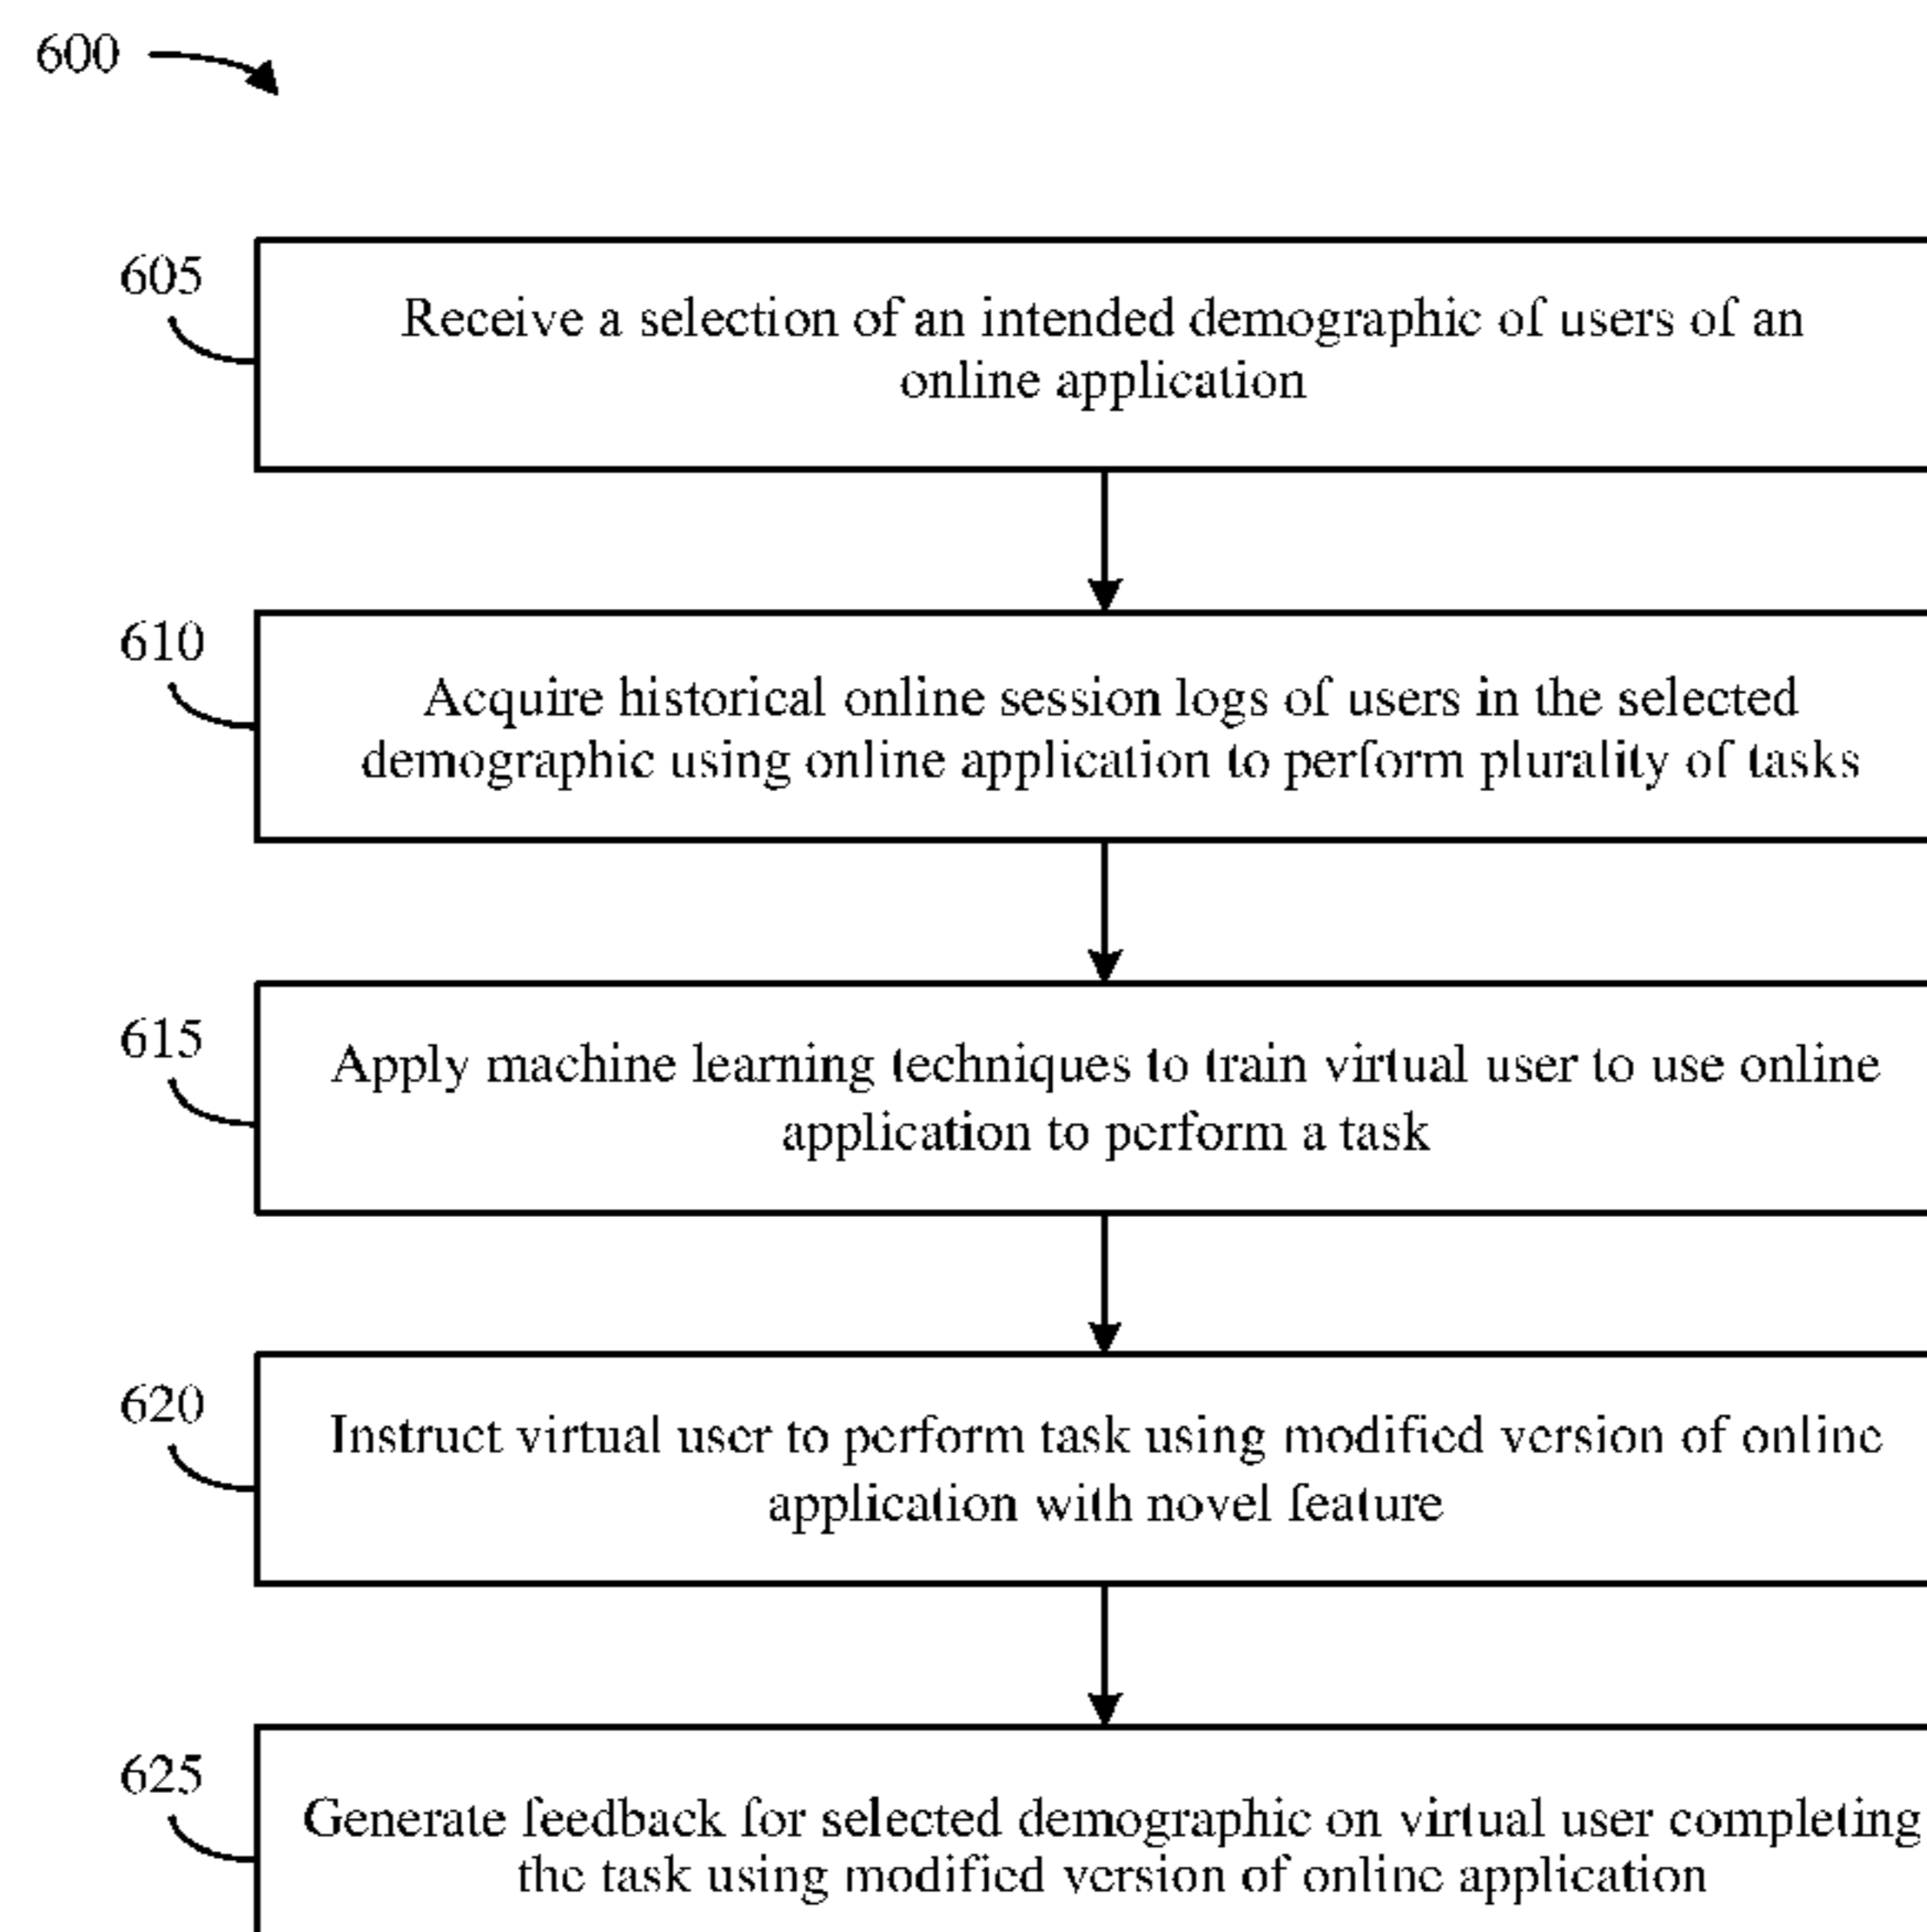 600
605
Receive a selection of an intended demographic of users of an
online application
610
Acquire historical online session logs of users in the selected
demographic using online application to perform plurality of tasks
615
Apply machine learning techniques to train virtual user to use online
application to perform a task
620
Instruct virtual user to perform task using modified version of online
application with novel feature
625
Generate feedback for selected demographic on virtual user completing
the task using modified version of online application